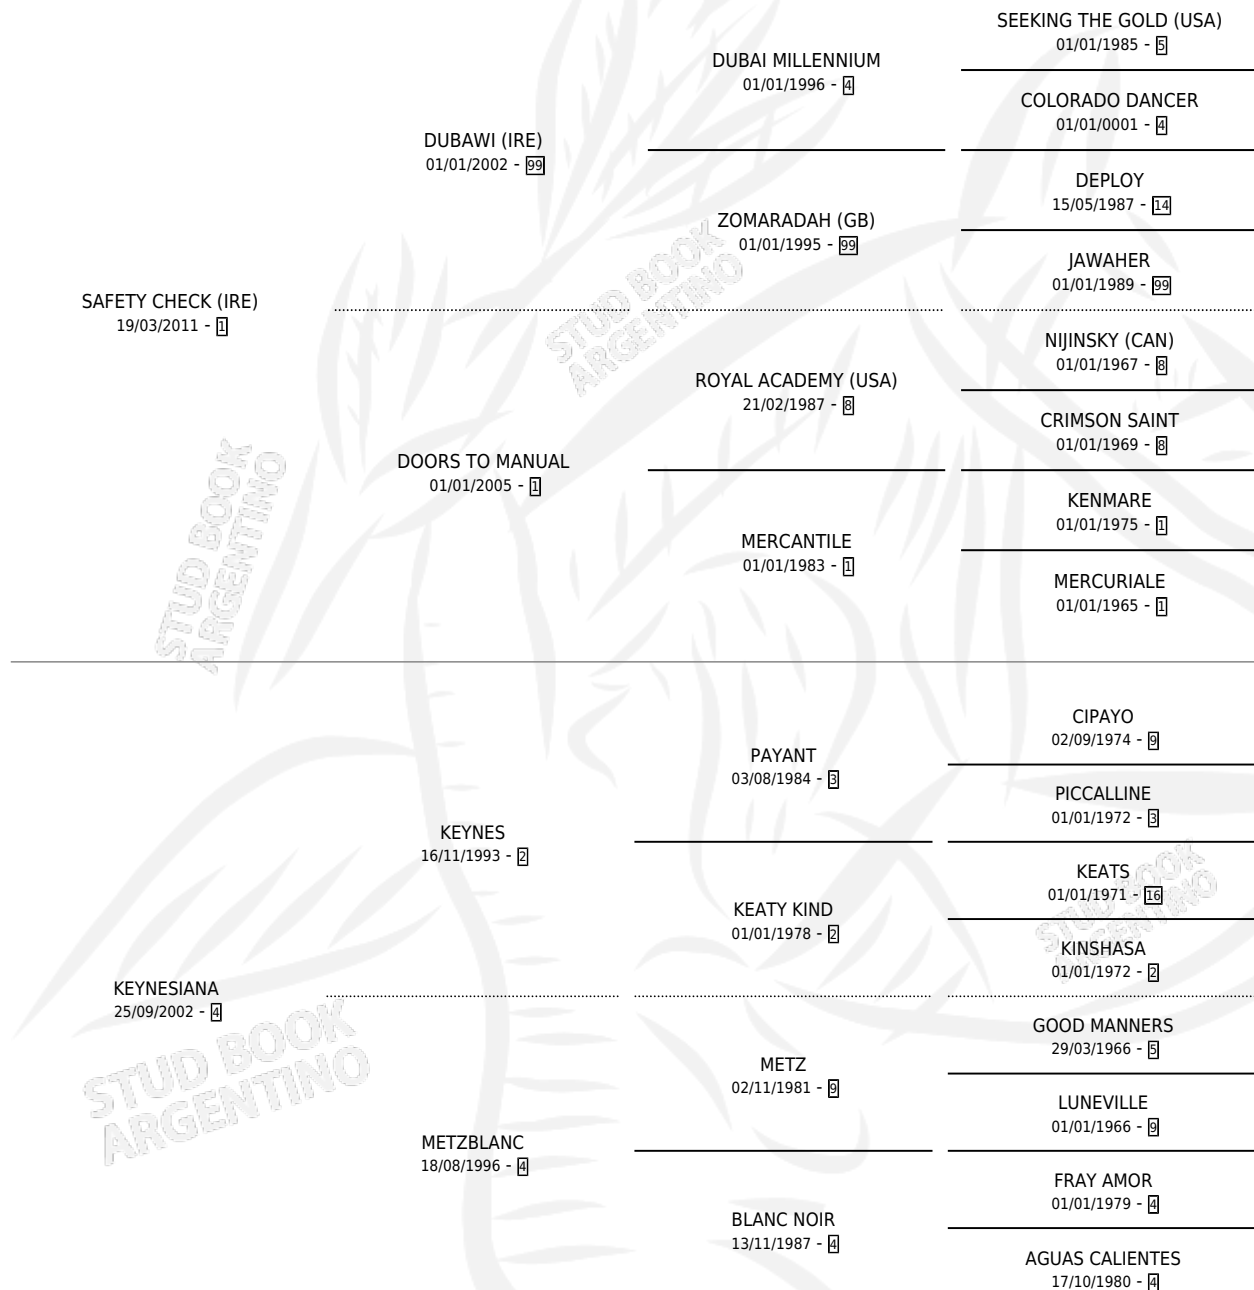 SEEKING THE GOLD (USA)
01/01/1985 - 5
DUBAI MILLENNIUM
01/01/1996 - 4
COLORADO DANCER
01/01/0001 - 4
DUBAWI (IRE)
01/01/2002 - 99
DEPLOY
15/05/1987 - 14
ZOMARADAH (GB)
01/01/1995 - 99
JAWAHER
01/01/1989 - 99
SAFETY CHECK (IRE)
19/03/2011 - 1
STUD BOOK
ARGENTINO
NIJINSKY (CAN)
01/01/1967 - 8
ROYAL ACADEMY (USA)
21/02/1987 - 8
CRIMSON SAINT
01/01/1969 - 8
DOORS TO MANUAL
01/01/2005 - 1
KENMARE
01/01/1975 - 1
MERCANTILE
01/01/1983 - 1
MERCURIALE
01/01/1965 - 1
STUD BOOK
ARGENTINO
CIPAYO
02/09/1974 - 9
PAYANT
03/08/1984 - 3
PICCALLINE
01/01/1972 - 3
KEYNES
16/11/1993 - 2
KEATS
01/01/1971 - 16
KEATY KIND
01/01/1978 - 2
STUD BOOK
ARGENTINO
KINSHASA
01/01/1972 - 2
KEYNESIANA
25/09/2002 - 4
STUD BOOK
ARGENTINO
GOOD MANNERS
29/03/1966 - 5
METZ
02/11/1981 - 9
LUNEVILLE
01/01/1966 - 9
METZBLANC
18/08/1996 - 4
FRAY AMOR
01/01/1979 - 4
BLANC NOIR
13/11/1987 - 4
AGUAS CALIENTES
17/10/1980 - 4